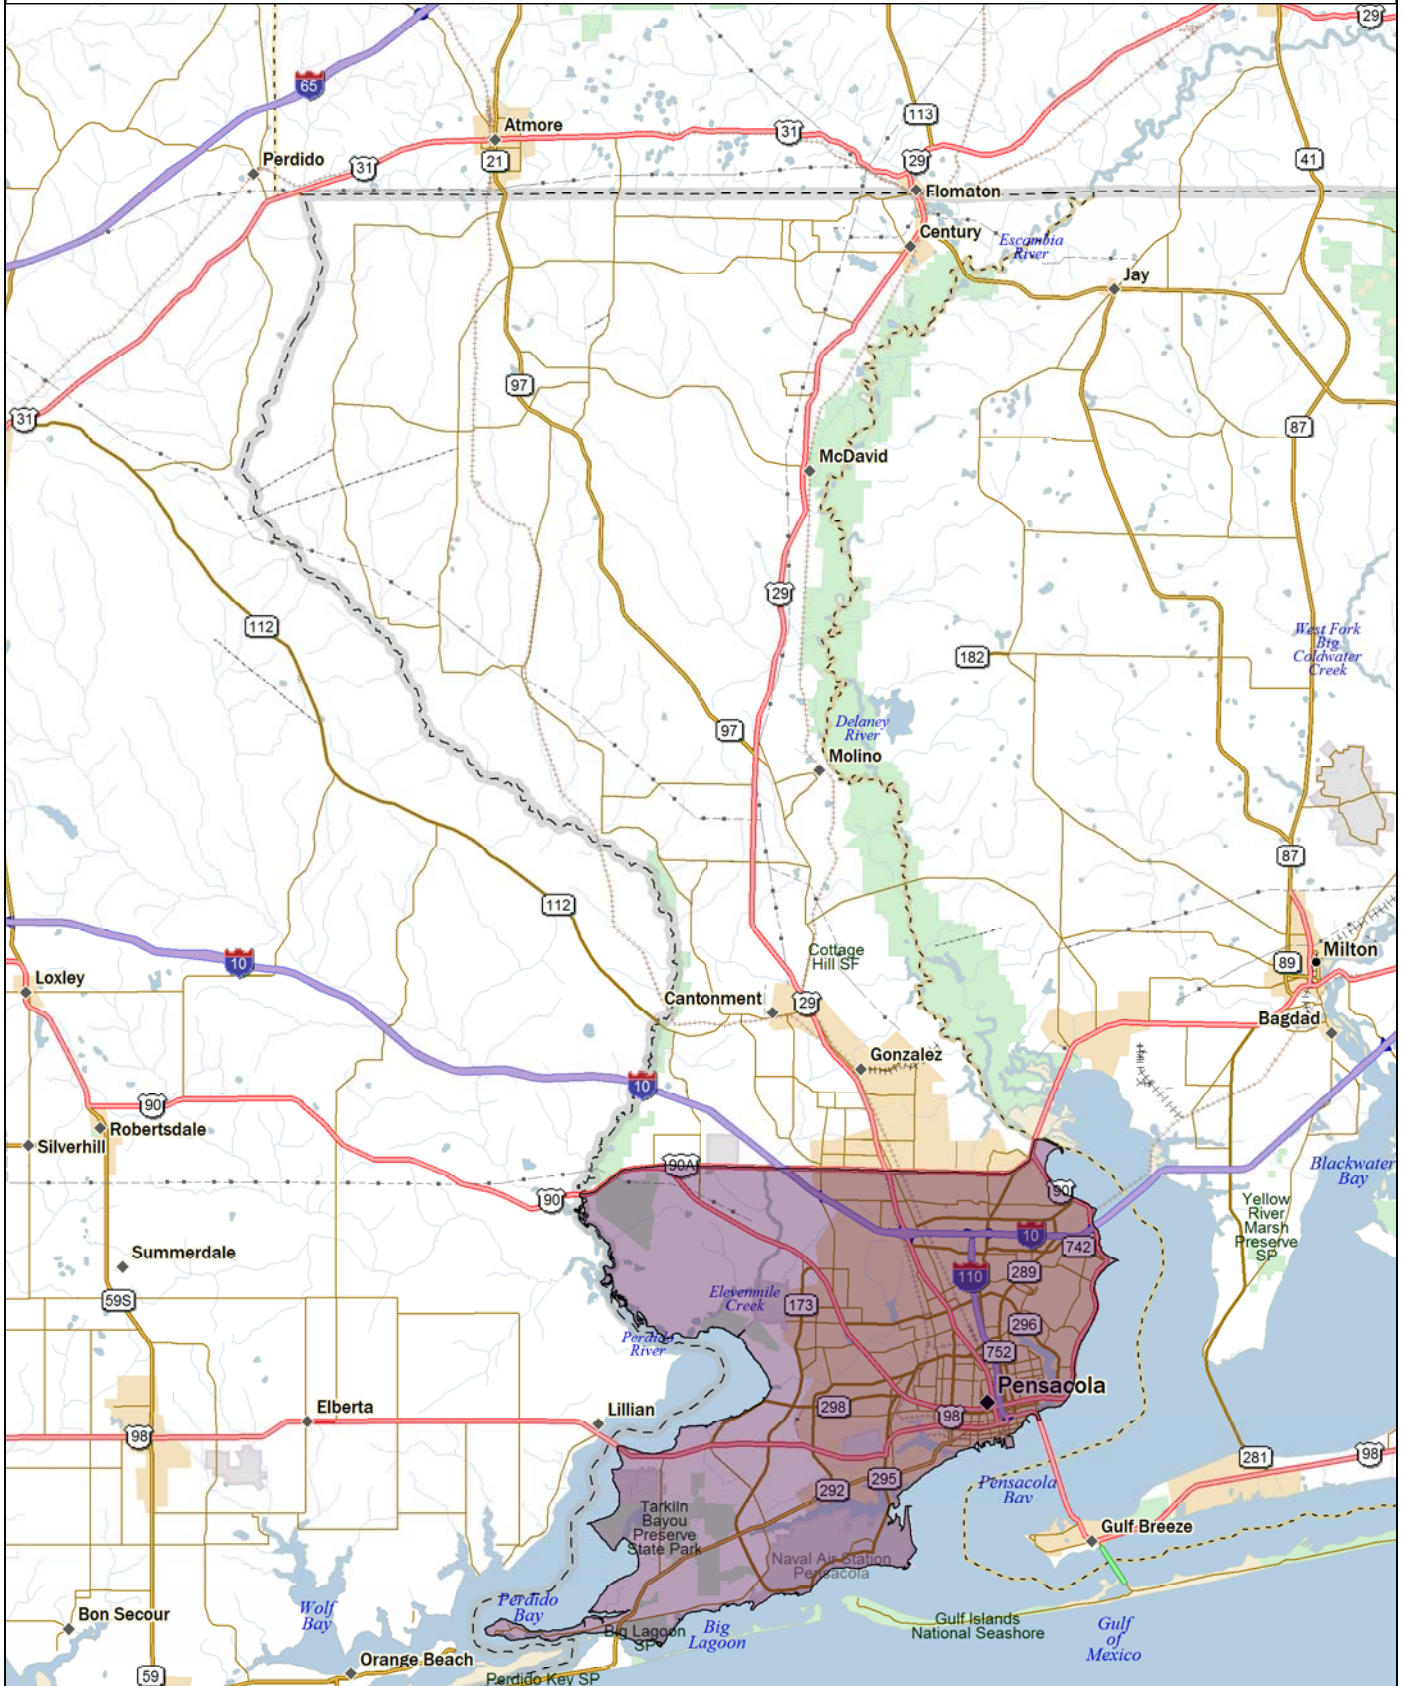 29
65
113
Atmore
31
21
31
29
41
Perdido
Flomaton
Century
Escambia
River
Jay
97
31
87
McDavid
29
112
182
West Fork
Big
Coldwater
Creek
97
Delaney
River
Molino
87
112
10
Cottage
Hill SF
89
Milton
Loxley
Cantonment
29
Bagdad
Gonzalez
10
90
Robertsdale
Silverhill
90A
90
90
Blackwater
Bay
Yellow
River
Marsh
Preserve
SP
Summerdale
10
742
110
289
59S
Elevenmile
Creek
173
296
Perdido
River
752
Pensacola
Elberta
Lillian
298
98
98
281
98
292
295
Pensacola
Bay
Tarkiln
Bayou
Preserve
State Park
Gulf Breeze
Naval Air Station
Pensacola
Perdido
Bay
Wolf
Bay
Bon Secour
Big Lagoon
SP
Big
Lagoon
Gulf Islands
National Seashore
Gulf
of
Mexico
Orange Beach
59
Perdido Key SP